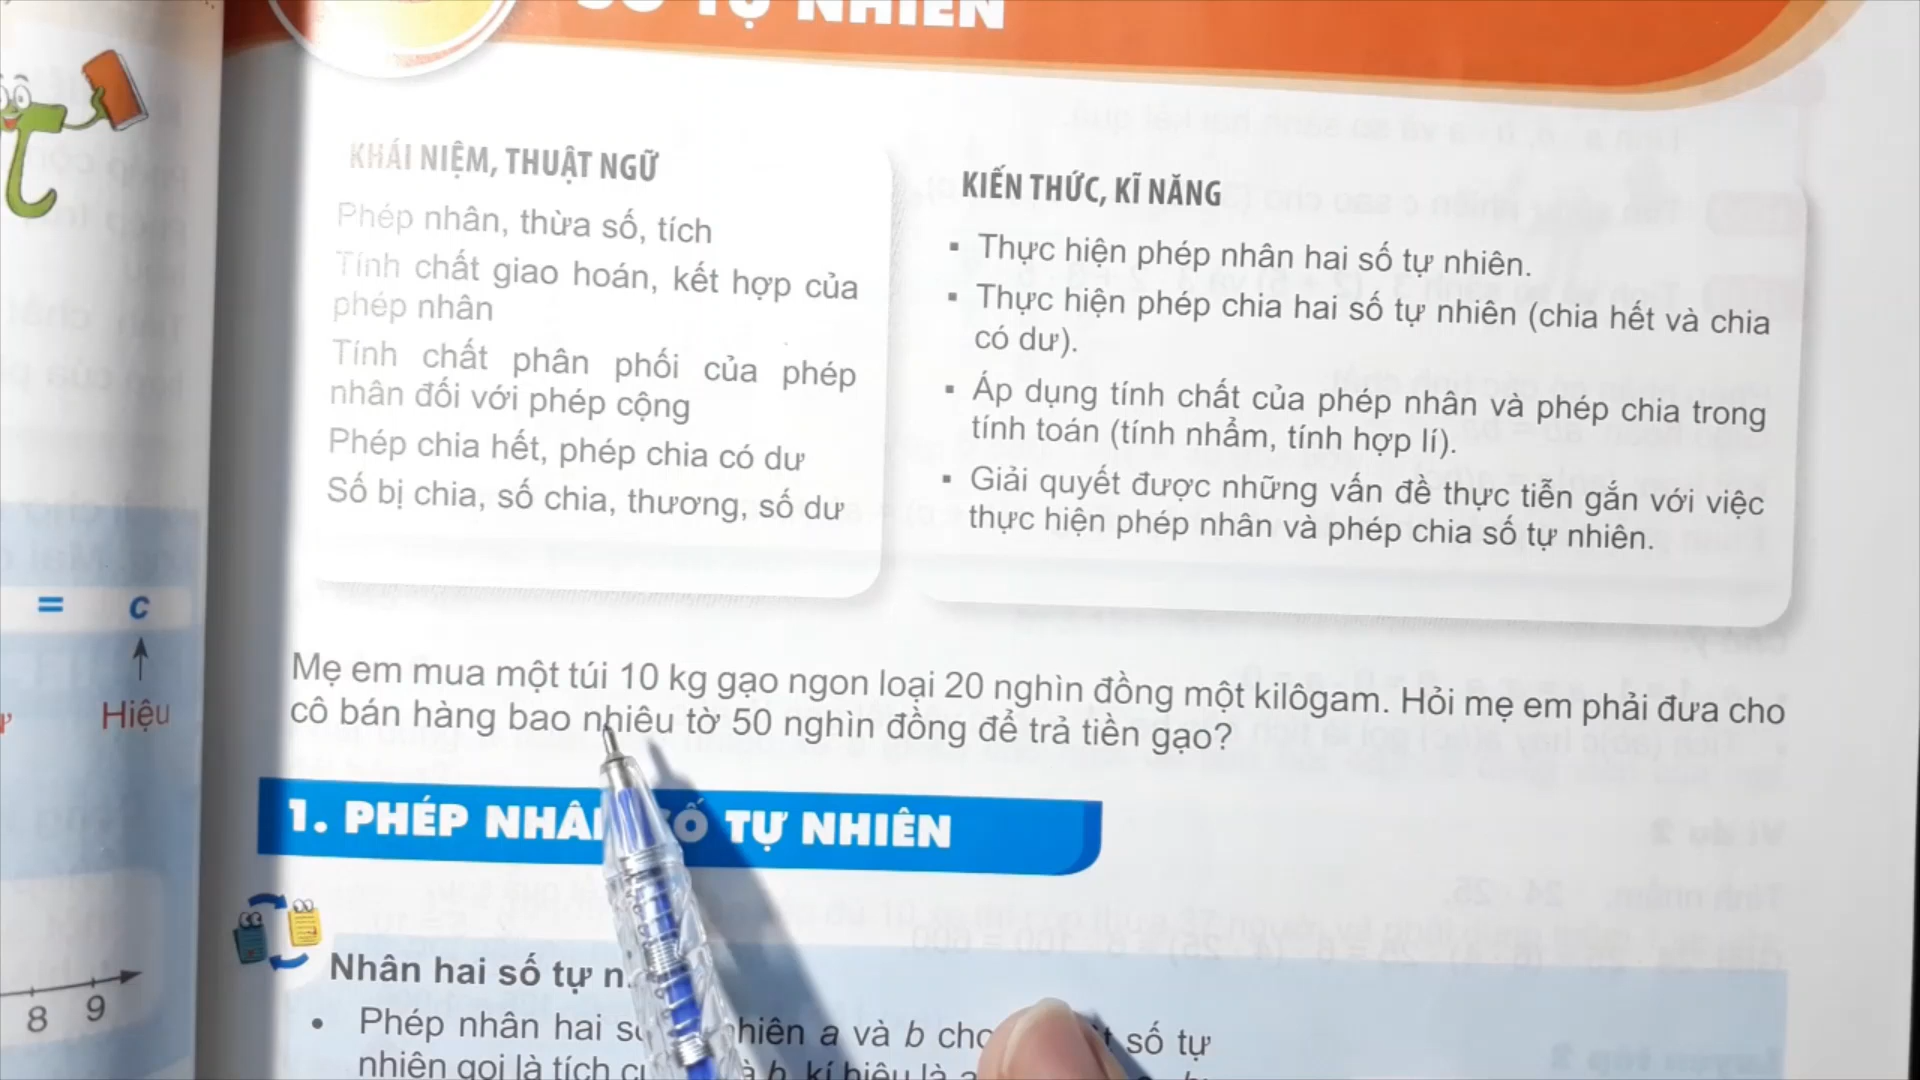 SỐ TỰ NHIÊN
KHÁI NIỆM, THUẬT NGỮ
Phép nhân, thừa số, tích
Tính chất giao hoán, kết hợp của
phép nhân
Tính chất phân phối của phép
nhân đối với phép cộng
Phép chia hết, phép chia có dư
Số bị chia, số chia, thương, số dư
KIẾN THỨC, KĨ NĂNG
▪ Thực hiện phép nhân hai số tự nhiên.
▪ Thực hiện phép chia hai số tự nhiên (chia hết và chia
có dư).
▪ Áp dụng tính chất của phép nhân và phép chia trong
tính toán (tính nhẩm, tính hợp lí).
▪ Giải quyết được những vấn đề thực tiễn gắn với việc
thực hiện phép nhân và phép chia số tự nhiên.
= c
Hiệu
8 9
Mẹ em mua một túi 10 kg gạo ngon loại 20 nghìn đồng một kilôgam. Hỏi mẹ em phải đưa cho
cô bán hàng bao nhiêu tờ 50 nghìn đồng để trả tiền gạo?
1. PHÉP NHÂN SỐ TỰ NHIÊN
Nhân hai số tự
• Phép nhân hai số nhiên a và b cho số tự
nhiên gọi là tích b, kí hiệu là